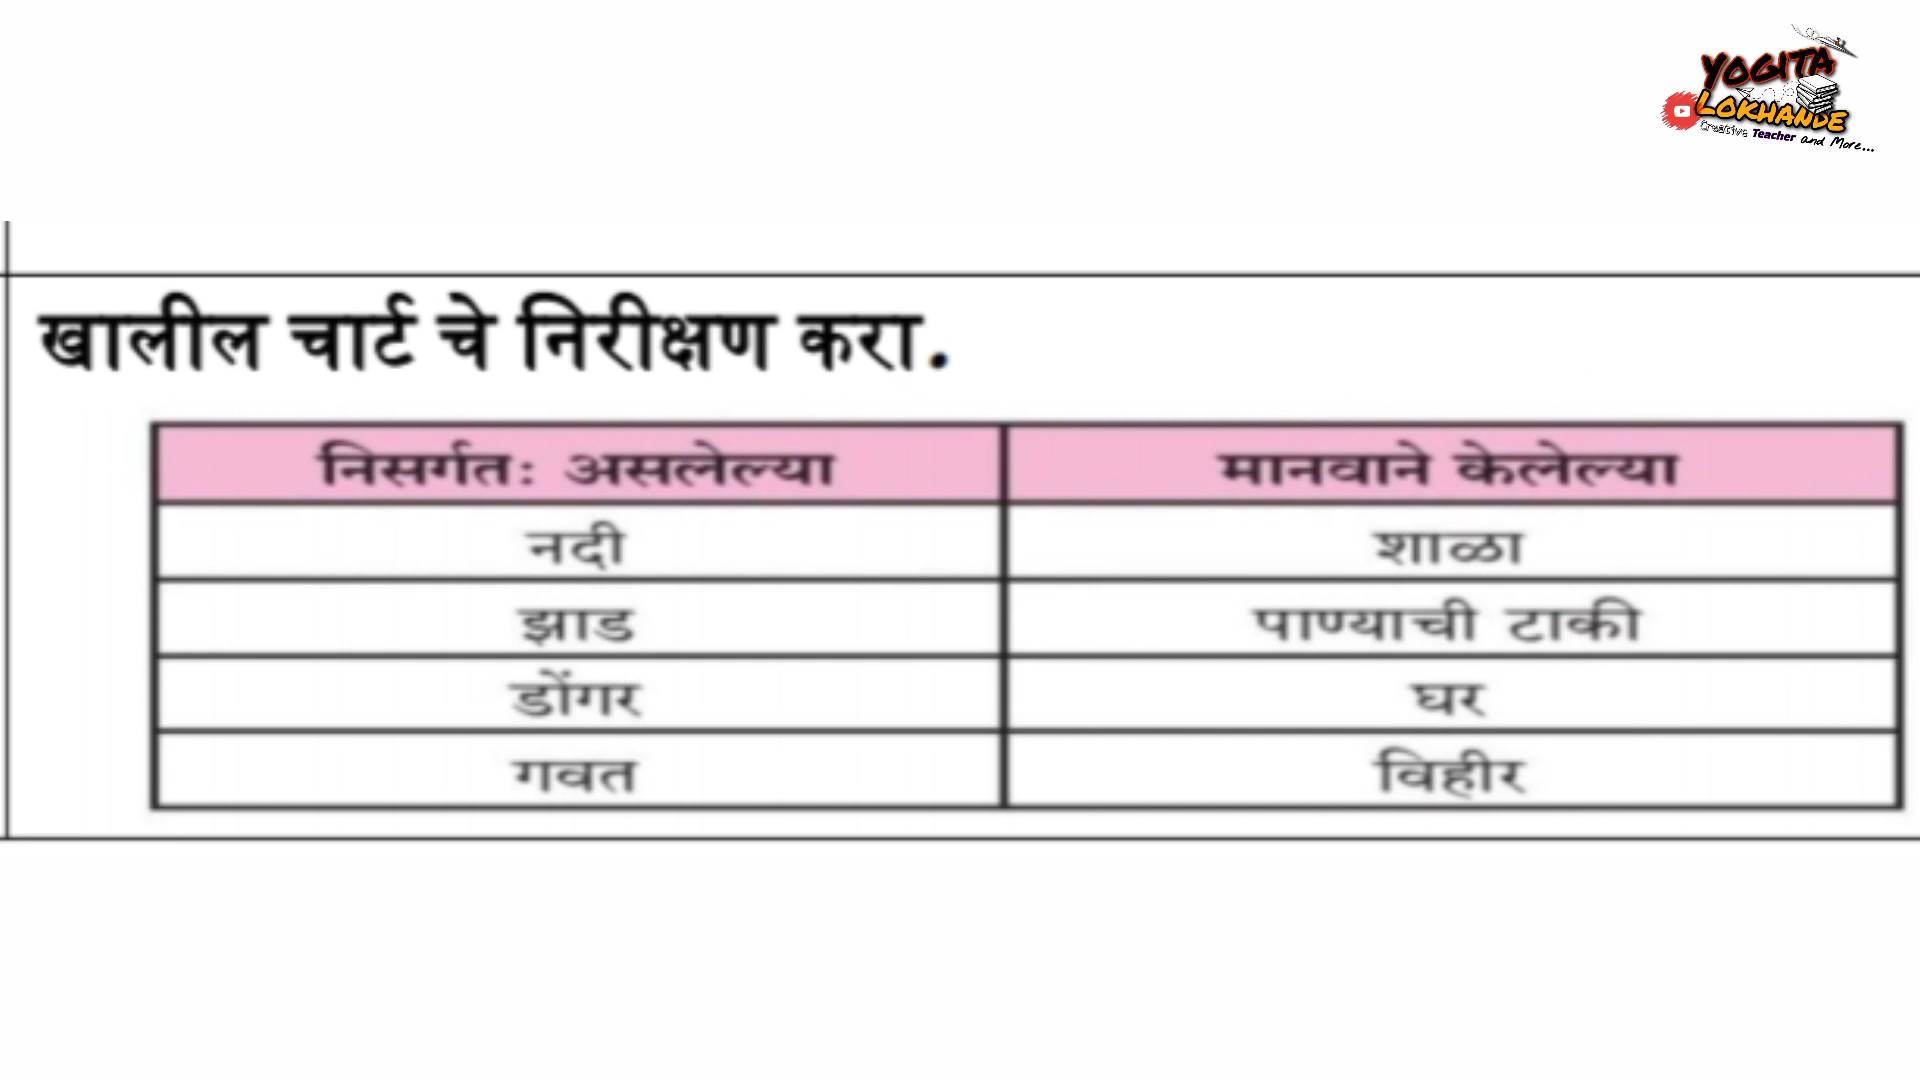 YOGITA
LOKHANDE
Creative Teacher and More...
खालील चार्ट चे निरीक्षण करा.
निसर्गतः असलेल्या मानवाने केलेल्या
नदी शाळा
झाड पाण्याची टाकी
डोंगर घर
गवत विहीर